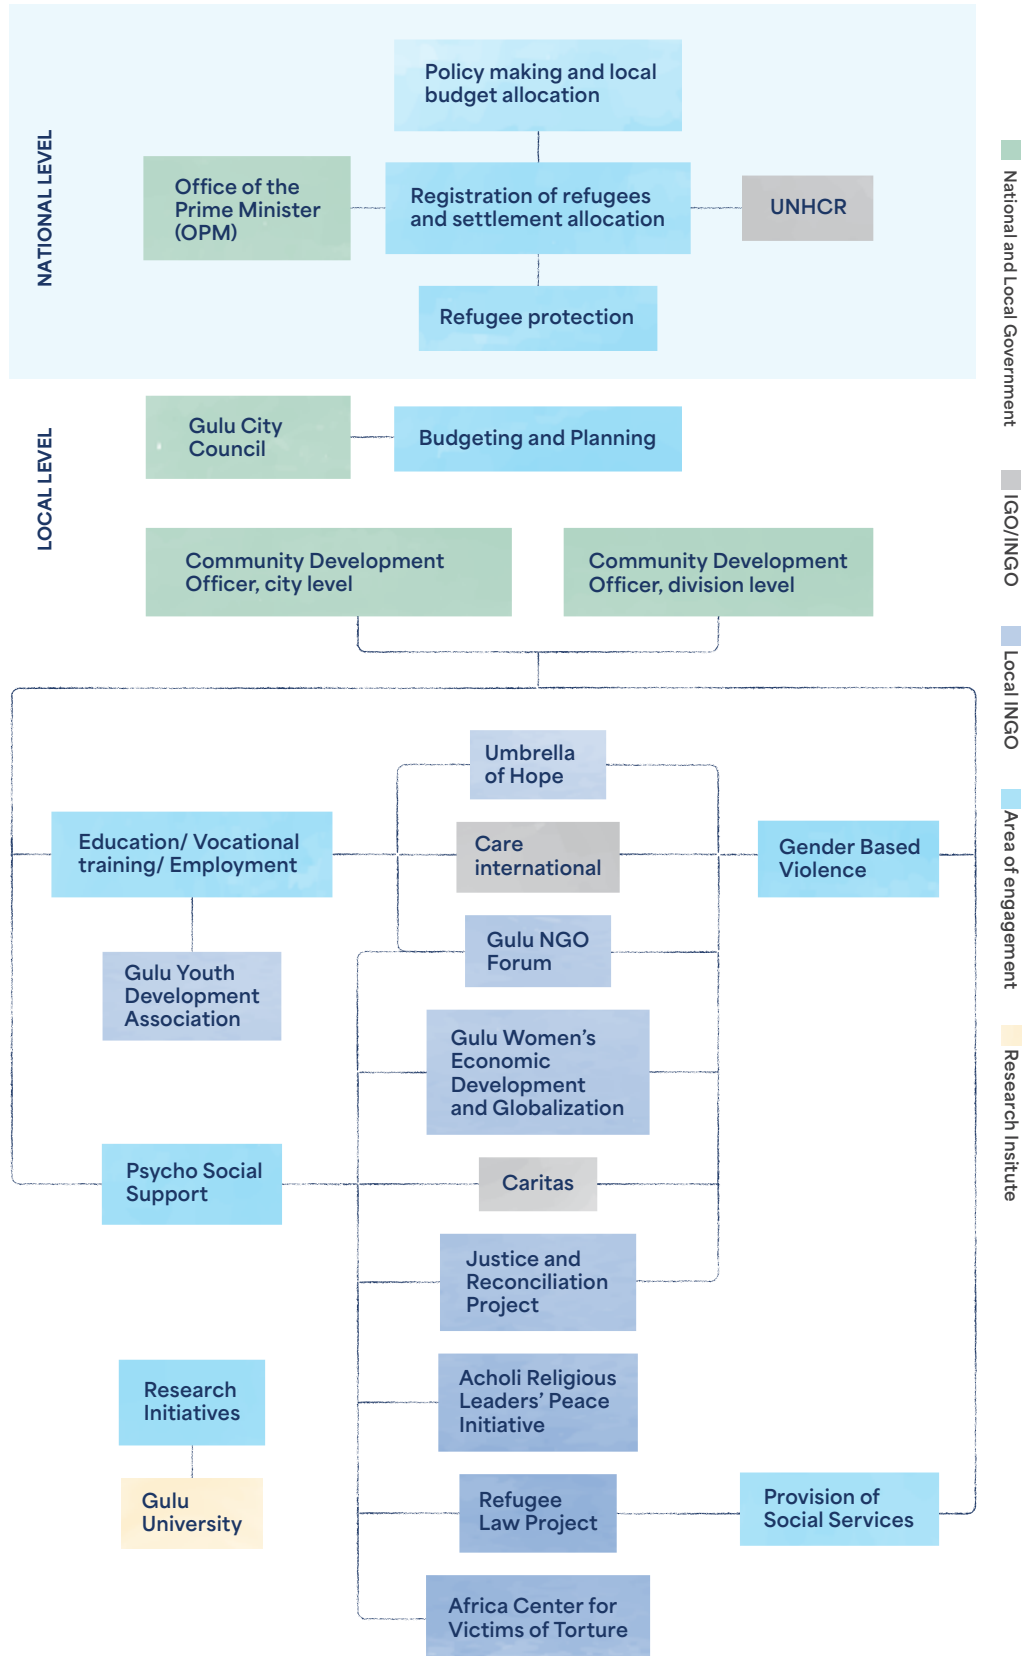 NATIONAL LEVEL
Policy making and local
budget allocation
Office of the
Prime Minister
(OPM)
Registration of refugees
and settlement allocation
UNHCR
Refugee protection
LOCAL LEVEL
Gulu City
Council
Budgeting and Planning
Community Development
Officer, city level
Community Development
Officer, division level
Umbrella
of Hope
Education/ Vocational
training/ Employment
Care
international
Gender Based
Violence
Gulu NGO
Forum
Gulu Youth
Development
Association
Gulu Women’s
Economic
Development
and Globalization
Psycho Social
Support
Caritas
Justice and
Reconciliation
Project
Research
Initiatives
Acholi Religious
Leaders’ Peace
Initiative
Gulu
University
Refugee
Law Project
Provision of
Social Services
Africa Center for
Victims of Torture
National and Local Government
IGO/INGO
Local INGO
Area of engagement
Research Insitute